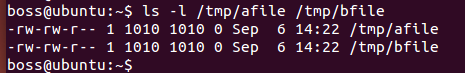 boss@ubuntu:~$ ls -l /tmp/afile /tmp/bfile
-rw-rw-r-- 1 1010 1010 0 Sep  6 14:22 /tmp/afile
-rw-rw-r-- 1 1010 1010 0 Sep  6 14:22 /tmp/bfile
boss@ubuntu:~$